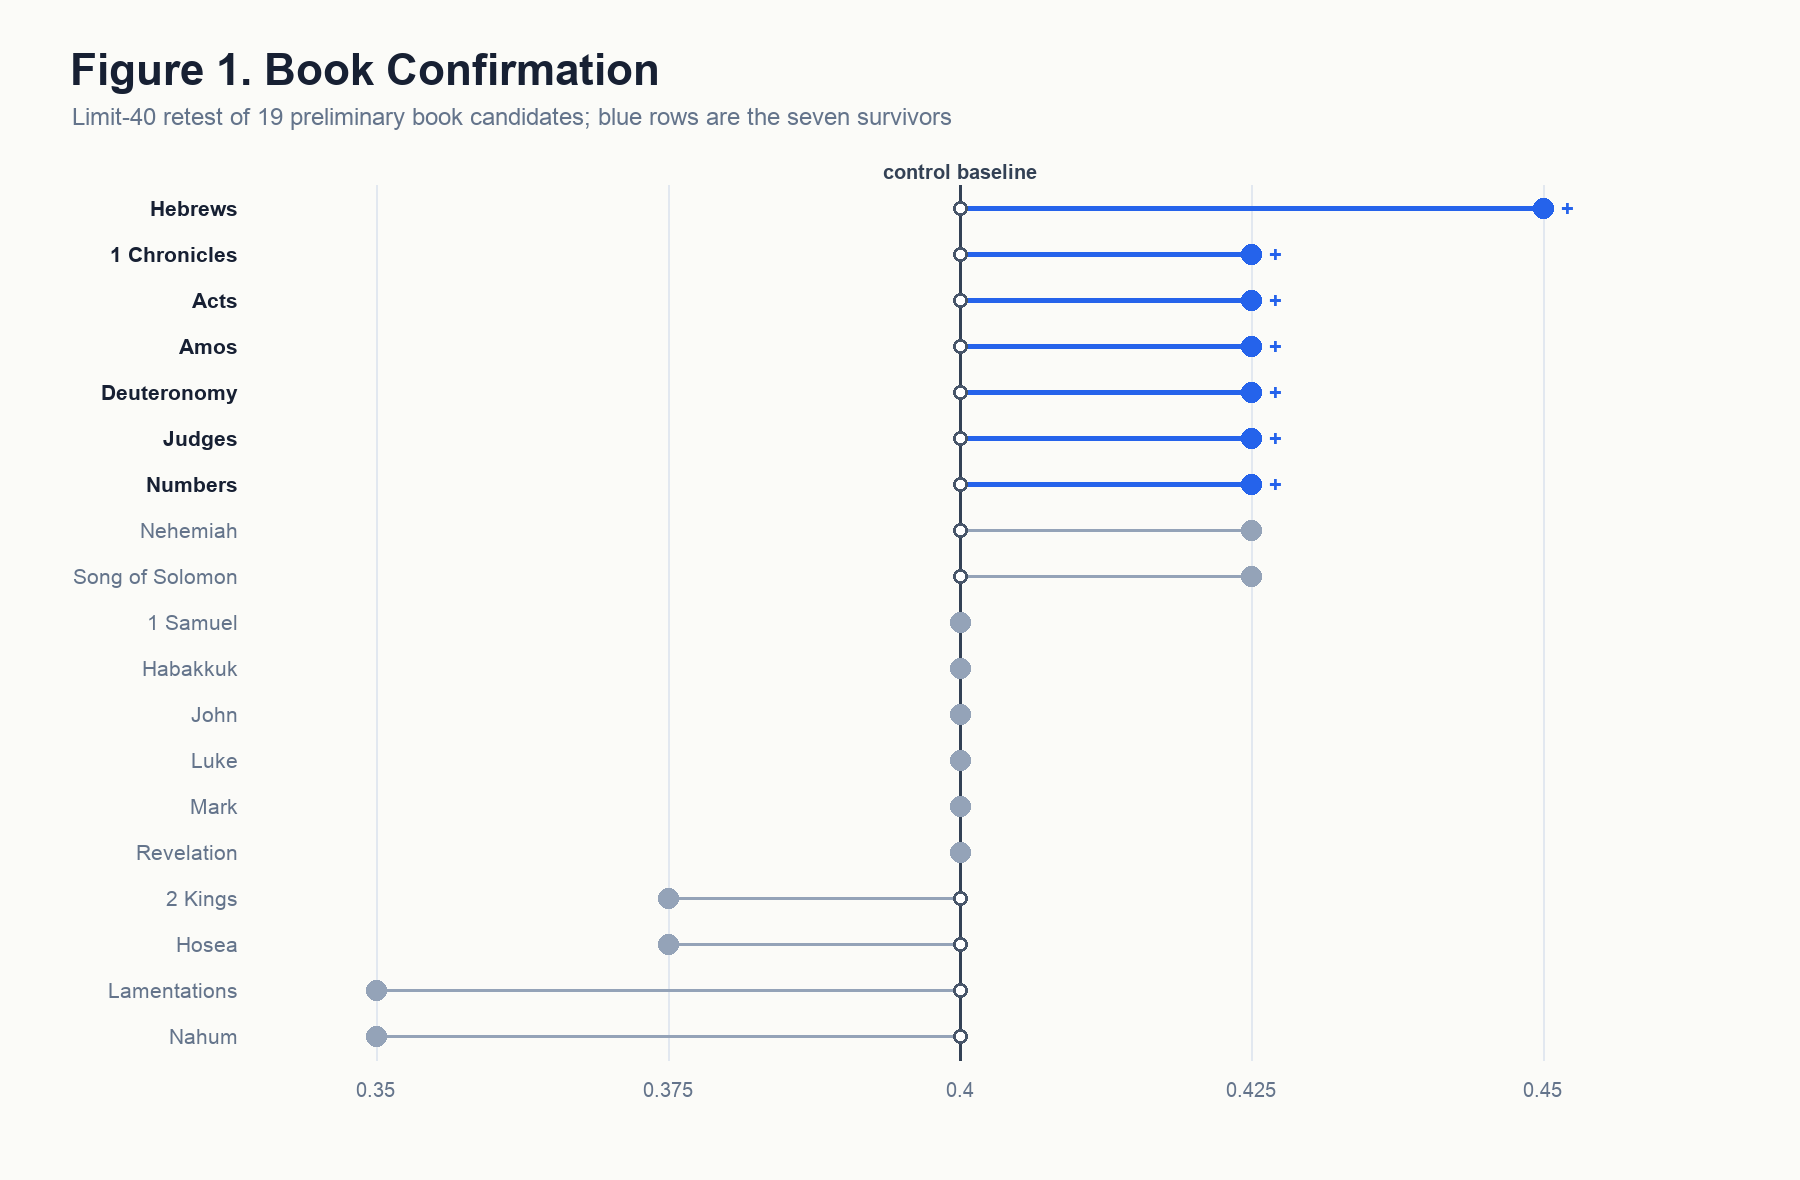 Figure 1. Book Confirmation
Limit-40 retest of 19 preliminary book candidates; blue rows are the seven survivors
control baseline
Hebrews +
1 Chronicles +
Acts +
Amos +
Deuteronomy +
Judges +
Numbers +
Nehemiah
Song of Solomon
1 Samuel
Habakkuk
John
Luke
Mark
Revelation
2 Kings
Hosea
Lamentations
Nahum
0.35 0.375 0.4 0.425 0.45